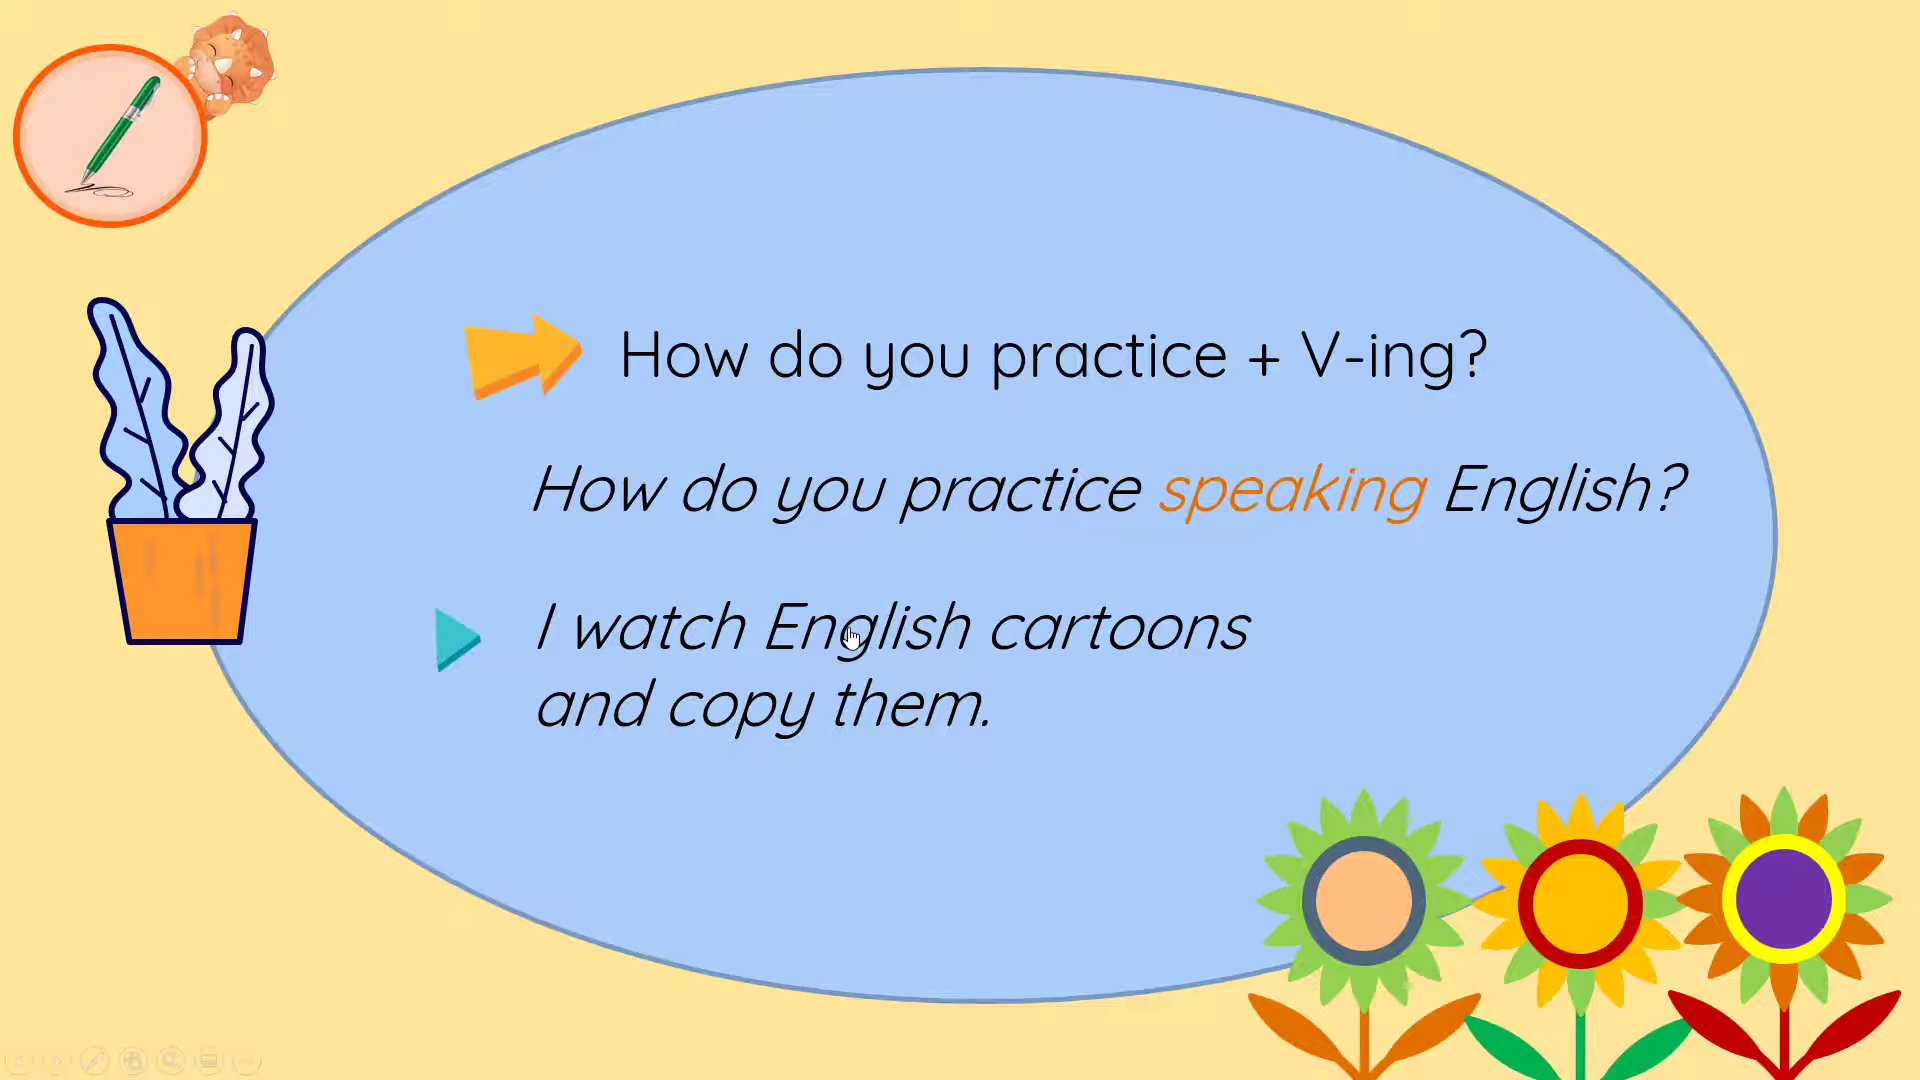 How do you practice + V-ing?
How do you practice speaking English?
I watch English cartoons
and copy them.